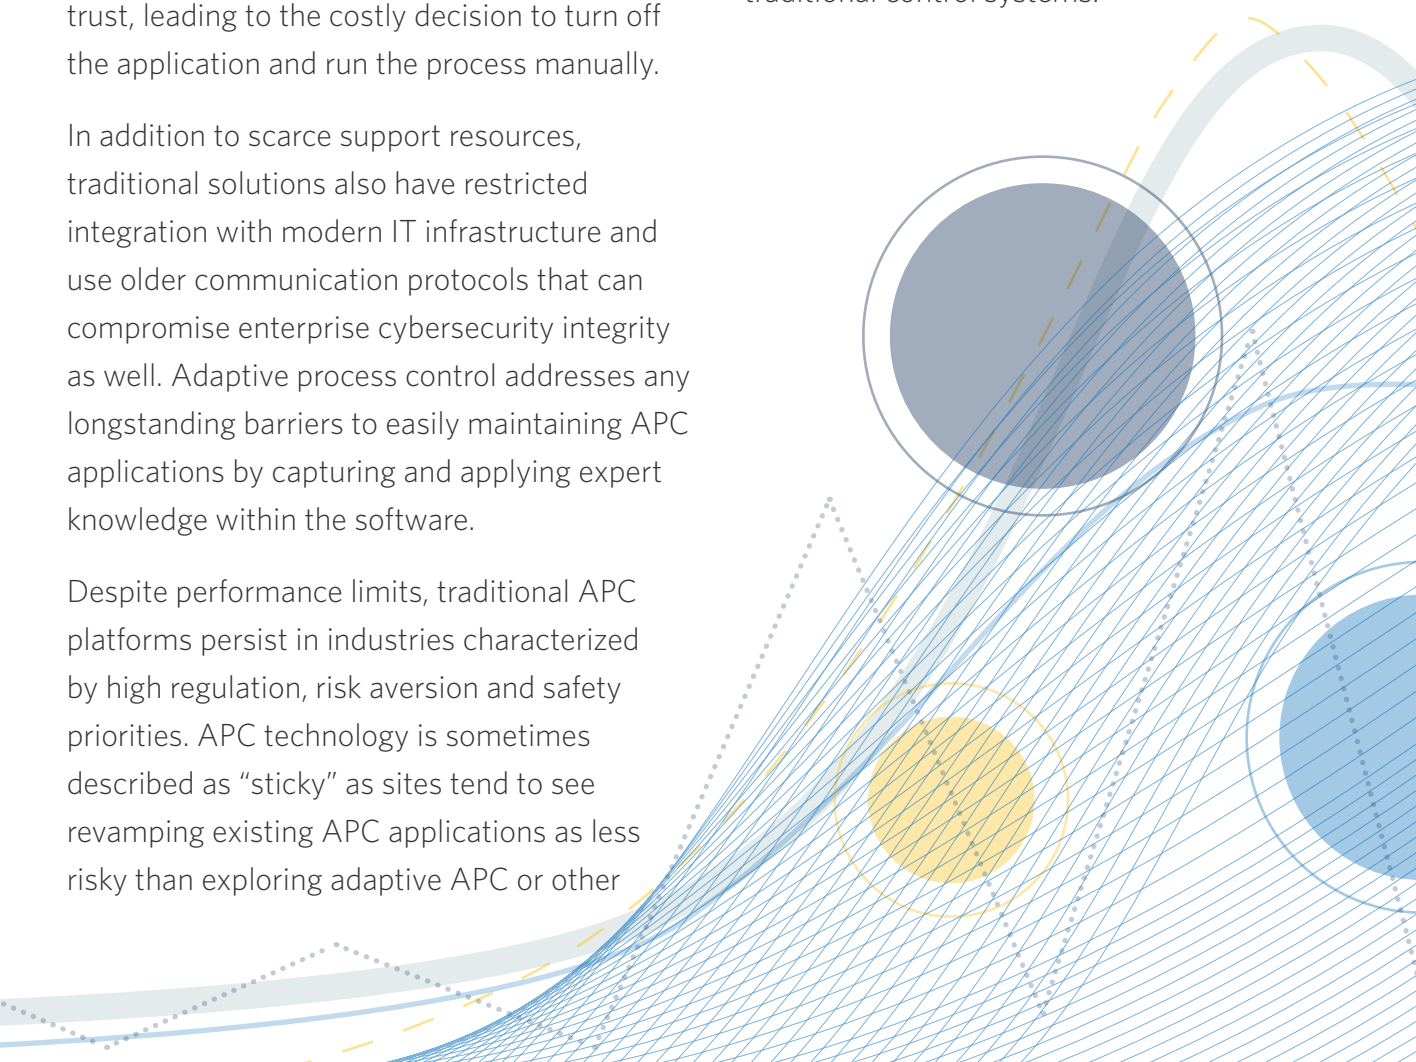 trust, leading to the costly decision to turn off
the application and run the process manually.
In addition to scarce support resources,
traditional solutions also have restricted
integration with modern IT infrastructure and
use older communication protocols that can
compromise enterprise cybersecurity integrity
as well. Adaptive process control addresses any
longstanding barriers to easily maintaining APC
applications by capturing and applying expert
knowledge within the software.
Despite performance limits, traditional APC
platforms persist in industries characterized
by high regulation, risk aversion and safety
priorities. APC technology is sometimes
described as “sticky” as sites tend to see
revamping existing APC applications as less
risky than exploring adaptive APC or other
traditional control systems.